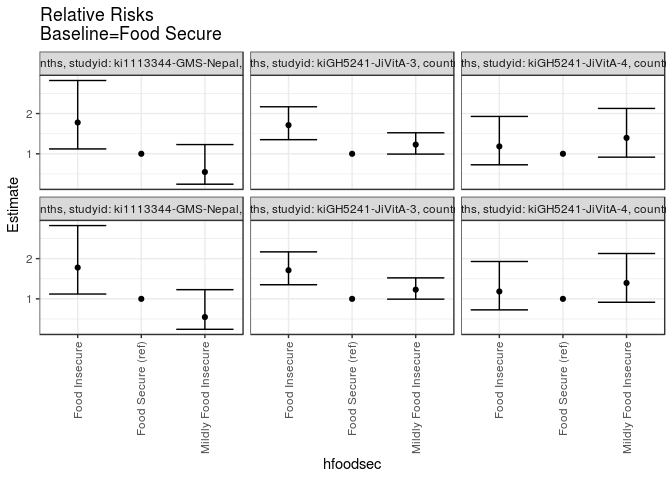 Relative Risks
Baseline=Food Secure
nths, studyid: ki1113344-GMS-Nepal,
ths, studyid: kiGH5241-JiVitA-3, count
ths, studyid: kiGH5241-JiVitA-4, count
2
1
nths, studyid: ki1113344-GMS-Nepal,
ths, studyid: kiGH5241-JiVitA-3, count
ths, studyid: kiGH5241-JiVitA-4, count
2
1
Estimate
Food Insecure
Food Secure (ref)
Mildly Food Insecure
Food Insecure
Food Secure (ref)
Mildly Food Insecure
Food Insecure
Food Secure (ref)
Mildly Food Insecure
hfoodsec